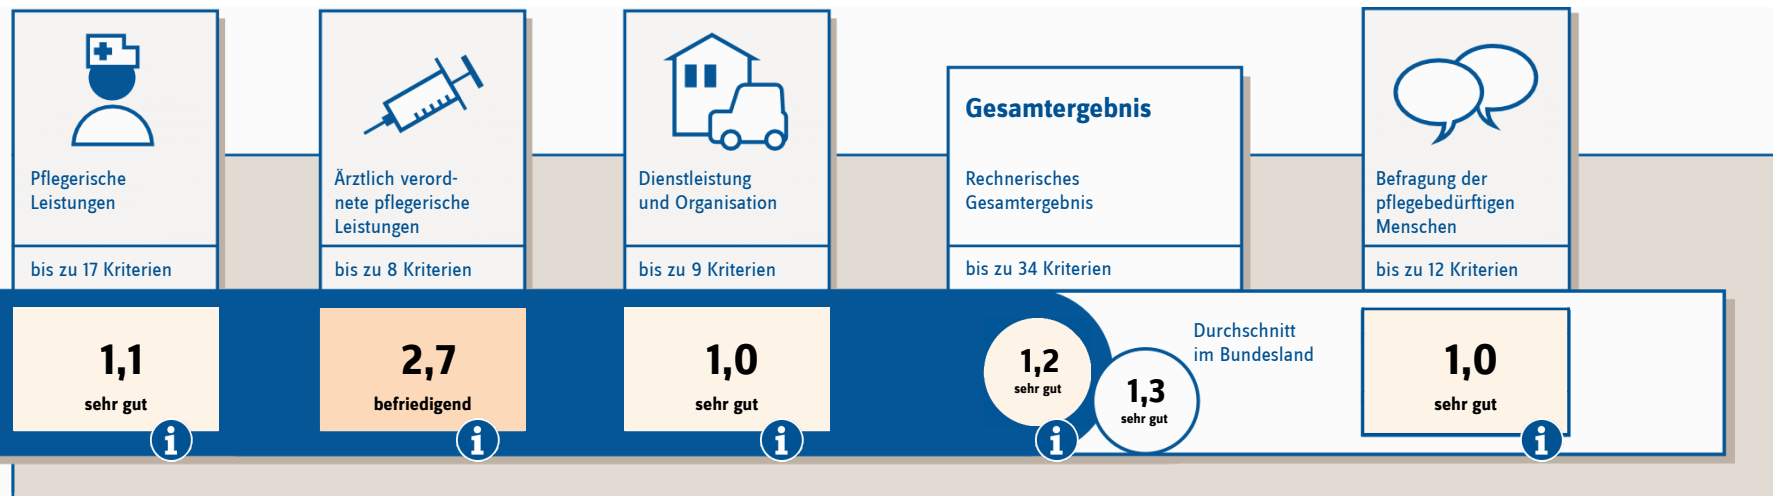 Pflegerische
Leistungen
bis zu 17 Kriterien
1,1
sehr gut
i
Ärztlich verord-
nete pflegerische
Leistungen
bis zu 8 Kriterien
2,7
befriedigend
i
Dienstleistung
und Organisation
bis zu 9 Kriterien
1,0
sehr gut
i
Gesamtergebnis
Rechnerisches
Gesamtergebnis
bis zu 34 Kriterien
1,2
sehr gut
i
Durchschnitt
im Bundesland
1,3
sehr gut
Befragung der
pflegebedürftigen
Menschen
bis zu 12 Kriterien
1,0
sehr gut
i